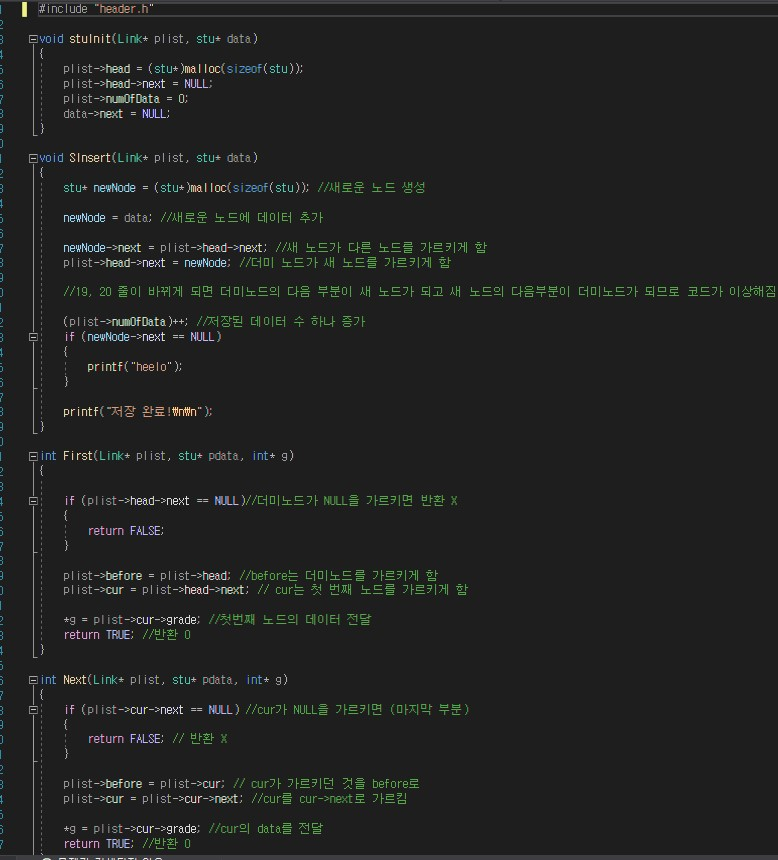 #include "header.h"
void stuInit(Link* plist, stu* data)
{
plist->head = (stu*)malloc(sizeof(stu));
plist->head->next = NULL;
plist->numOfData = 0;
data->next = NULL;
}
void SInsert(Link* plist, stu* data)
{
stu* newNode = (stu*)malloc(sizeof(stu)); //새로운 노드 생성
newNode = data; //새로운 노드에 데이터 추가
newNode->next = plist->head->next; //새 노드가 다른 노드를 가르키게 함
plist->head->next = newNode; //더미 노드가 새 노드를 가르키게 함
//19, 20 줄이 바뀌게 되면 더미노드의 다음 부분이 새 노드가 되고 새 노드의 다음부분이 더미노드가 되므로 코드가 이상해짐
(plist->numOfData)++; //저장된 데이터 수 하나 증가
if (newNode->next == NULL)
{
printf("heelo");
}
printf("저장 완료!₩n₩n");
}
int First(Link* plist, stu* pdata, int* g)
{
if (plist->head->next == NULL)//더미노드가 NULL을 가르키면 반환 X
{
return FALSE;
}
plist->before = plist->head; //before는 더미노드를 가르키게 함
plist->cur = plist->head->next; // cur는 첫 번째 노드를 가르키게 함
*g = plist->cur->grade; //첫번째 노드의 데이터 전달
return TRUE; //반환 O
}
int Next(Link* plist, stu* pdata, int* g)
{
if (plist->cur->next == NULL) //cur가 NULL을 가르키면 (마지막 부분)
{
return FALSE; // 반환 X
}
plist->before = plist->cur; // cur가 가르키던 것을 before로
plist->cur = plist->cur->next; //cur를 cur->next로 가르킴
*g = plist->cur->grade; //cur의 data를 전달
return TRUE; //반환 O